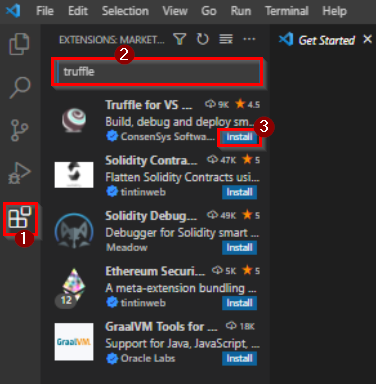 File Edit Selection View Go Run Terminal Help
EXTENSIONS: MARKET...
Get Started
2
truffle
Truffle for VS ... 9K 4.5
Build, debug and deploy sm...
ConsenSys Softwa... Install
3
Solidity Contra... 47K 5
Flatten Solidity Contracts usi...
tintinweb Install
1
Solidity Debug... 49K 5
Debugger for Solidity smart ...
Meadow Install
Ethereum Securi... 5K 5
A meta-extension bundling ...
12
tintinweb Install
GraalVM
GraalVM Tools for ... 18K
Support for Java, JavaScript, ...
Oracle Labs Install